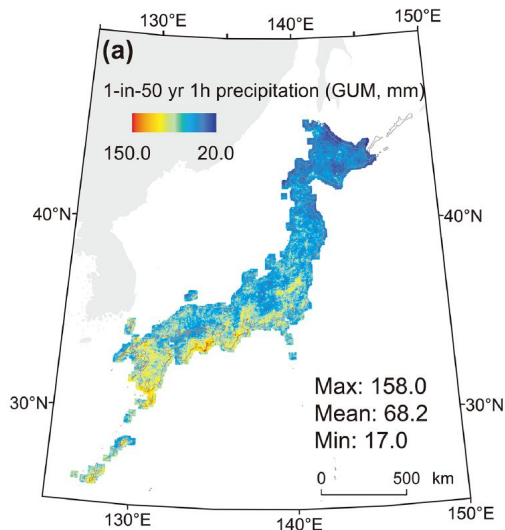 130°E 140°E 150°E
(a)
1-in-50 yr 1h precipitation (GUM, mm)
150.0 20.0
40°N 40°N
Max: 158.0
Mean: 68.2
30°N Min: 17.0 30°N
0 500 km
130°E 140°E 150°E